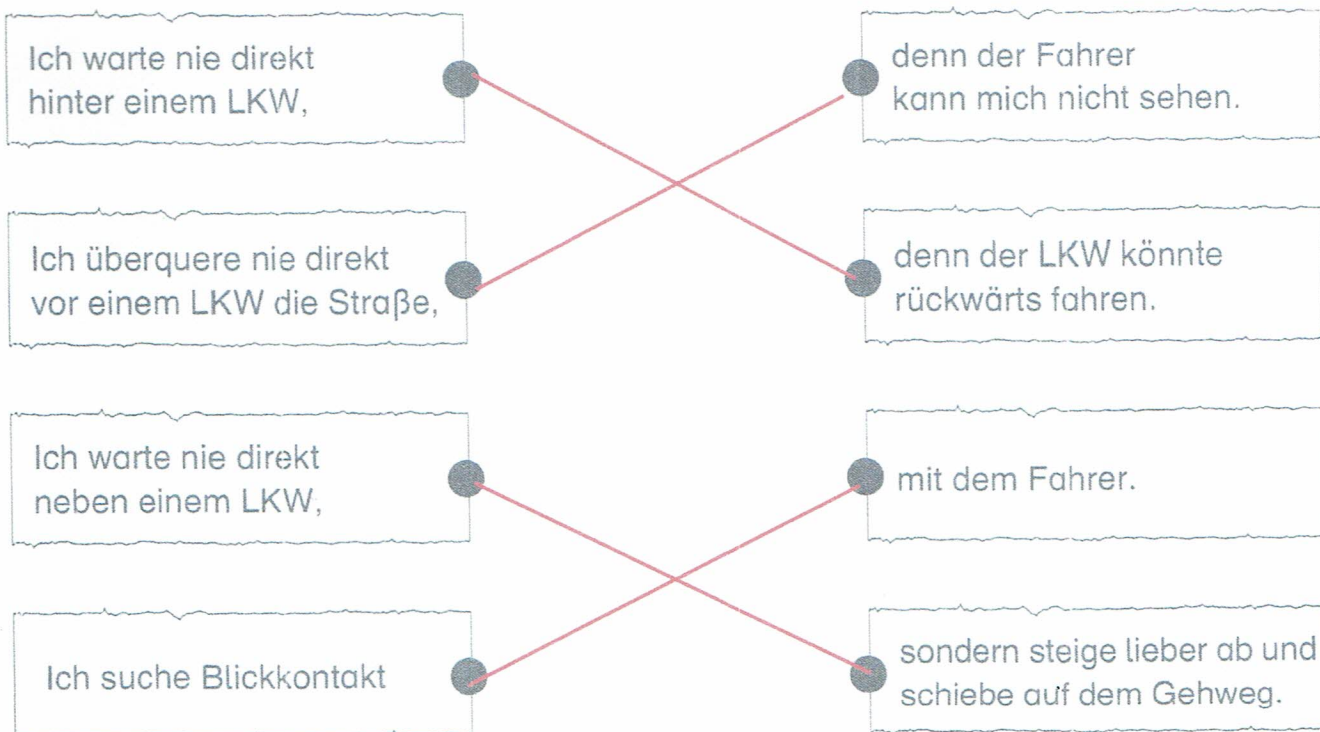 Ich warte nie direkt
hinter einem LKW,
denn der Fahrer
kann mich nicht sehen.
Ich überquere nie direkt
vor einem LKW die Straße,
denn der LKW könnte
rückwärts fahren.
Ich warte nie direkt
neben einem LKW,
mit dem Fahrer.
Ich suche Blickkontakt
sondern steige lieber ab und
schiebe auf dem Gehweg.